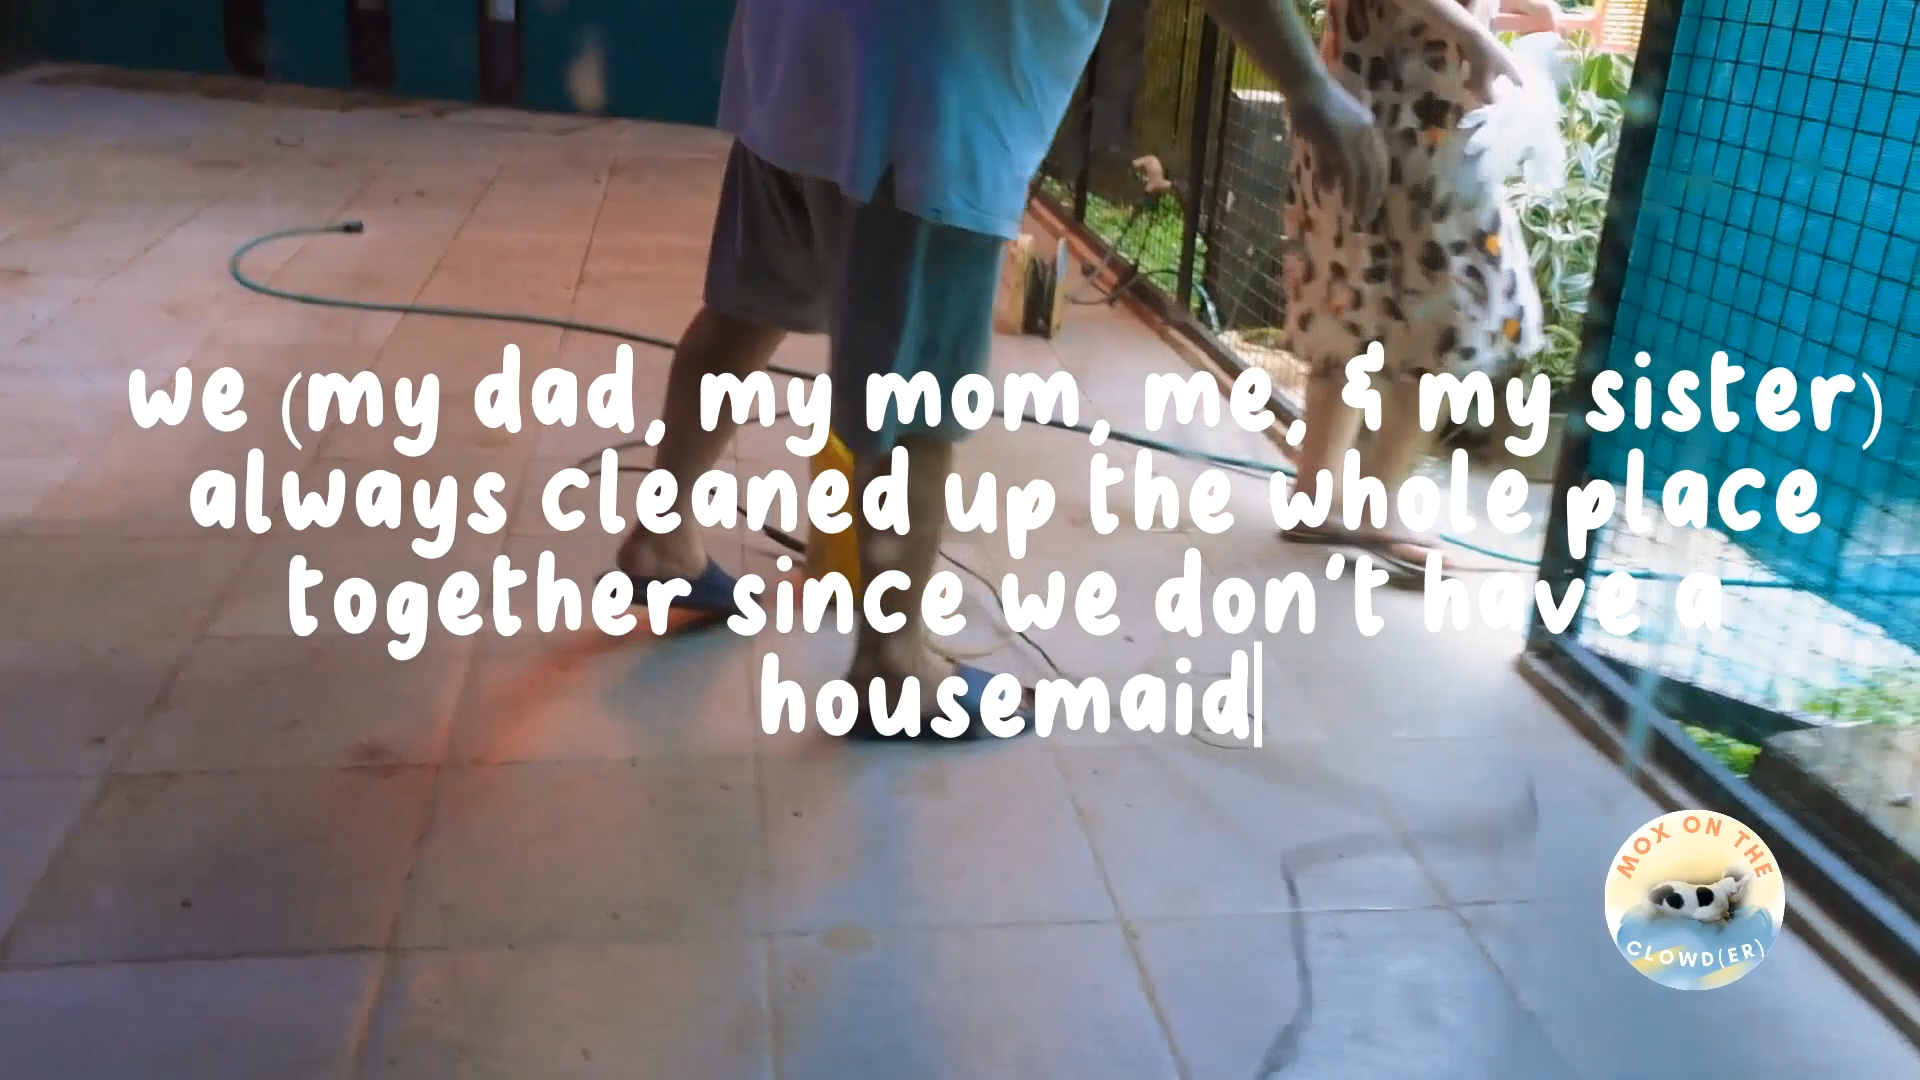 we (my dad, my mom, me, & my sister)
always cleaned up the whole place
together since we don't have a
housemaid
MOX ON THE
CLOWD(ER)